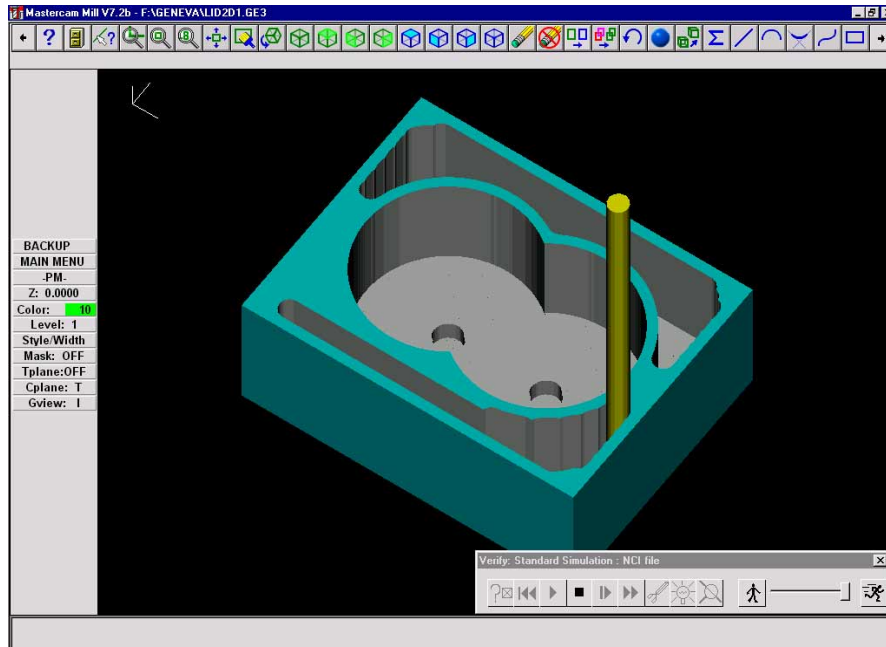 Mastercam Mill V7.2b - F:\GENEVA\LID2D1.GE3
BACKUP
MAIN MENU
-PM-
Z: 0.0000
Color: 10
Level: 1
Style/Width
Mask: OFF
Tplane:OFF
Cplane: T
Gview: I
Verify: Standard Simulation : NCI file